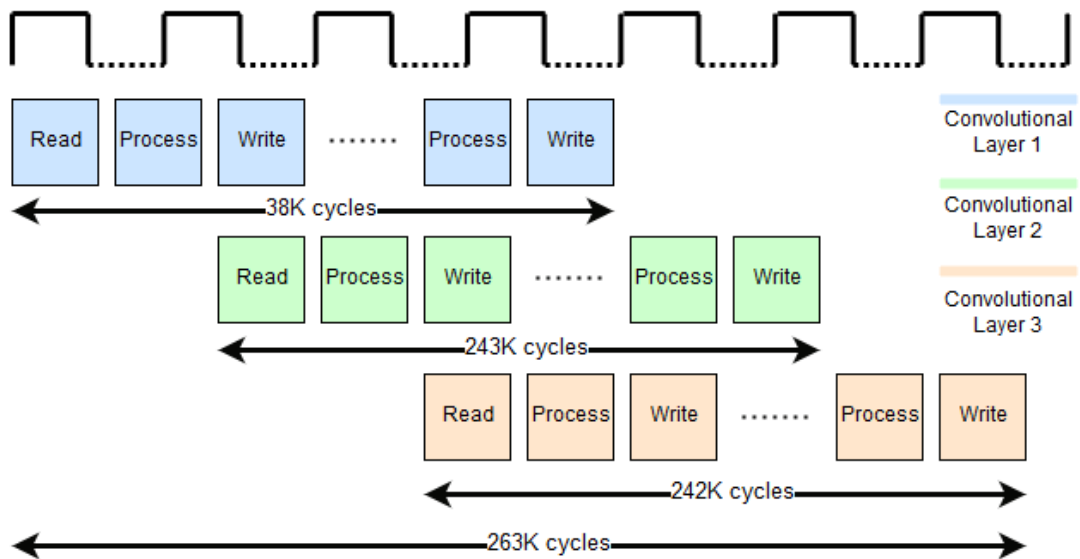 Read Process Write ....... Process Write
Convolutional
Layer 1
38K cycles
Convolutional
Layer 2
Read Process Write ....... Process Write
Convolutional
Layer 3
243K cycles
Read Process Write ....... Process Write
242K cycles
263K cycles